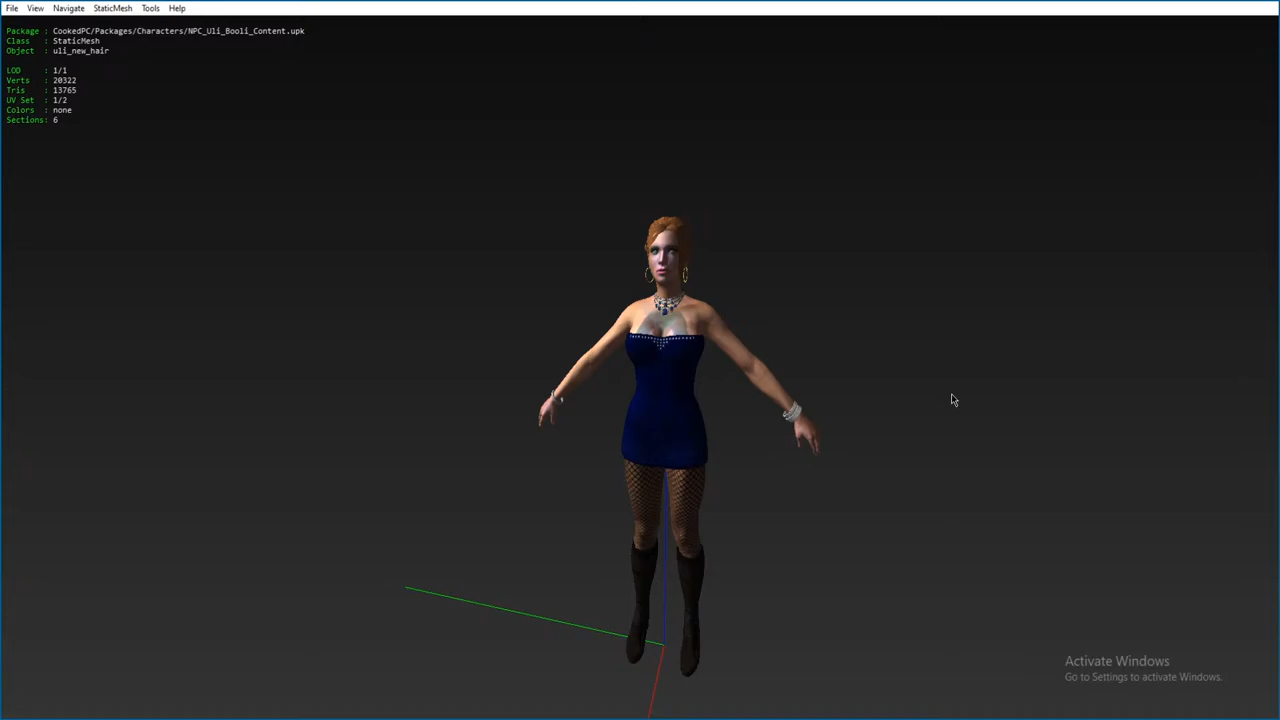 File View Navigate StaticMesh Tools Help
Package : CookedPC/Packages/Characters/NPC_Uli_Booli_Content.upk
Class : StaticMesh
Object : uli_new_hair
LOD : 1/1
Verts : 20322
Tris : 13765
UV Set : 1/2
Colors : none
Sections: 6
Activate Windows
Go to Settings to activate Windows.